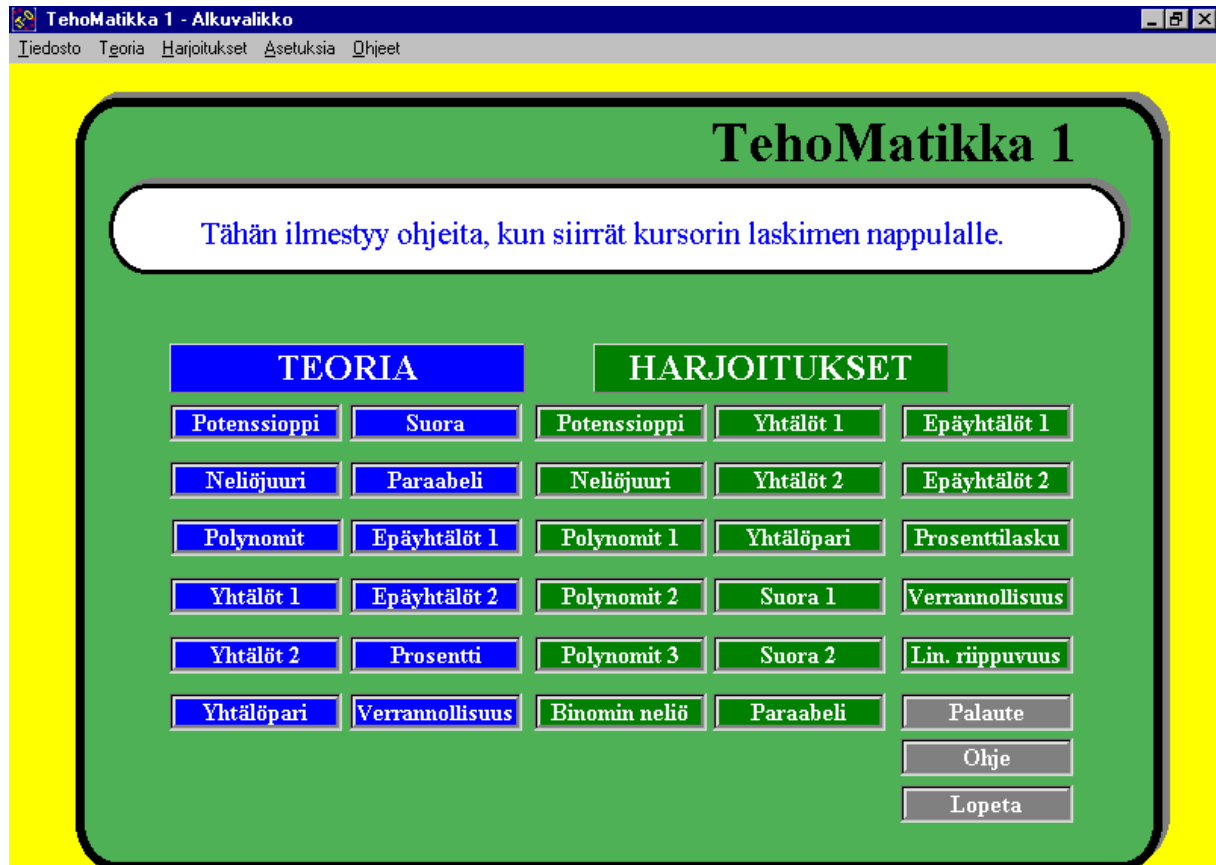 TehoMatikka 1 - Alkuvalikko
Tiedosto Teoria Harjoitukset Asetuksia Ohjeet
TehoMatikka 1
Tähän ilmestyy ohjeita, kun siirrät kursorin laskimen nappulalle.
TEORIA HARJOITUKSET
Potenssioppi Suora Potenssioppi Yhtälöt 1 Epäyhtälöt 1
Neliöjuuri Paraabeli Neliöjuuri Yhtälöt 2 Epäyhtälöt 2
Polynomit Epäyhtälöt 1 Polynomit 1 Yhtälöpari Prosenttilasku
Yhtälöt 1 Epäyhtälöt 2 Polynomit 2 Suora 1 Verrannollisuus
Yhtälöt 2 Prosentti Polynomit 3 Suora 2 Lin. riippuvuus
Yhtälöpari Verrannollisuus Binomin neliö Paraabeli Palaute
Ohje
Lopeta